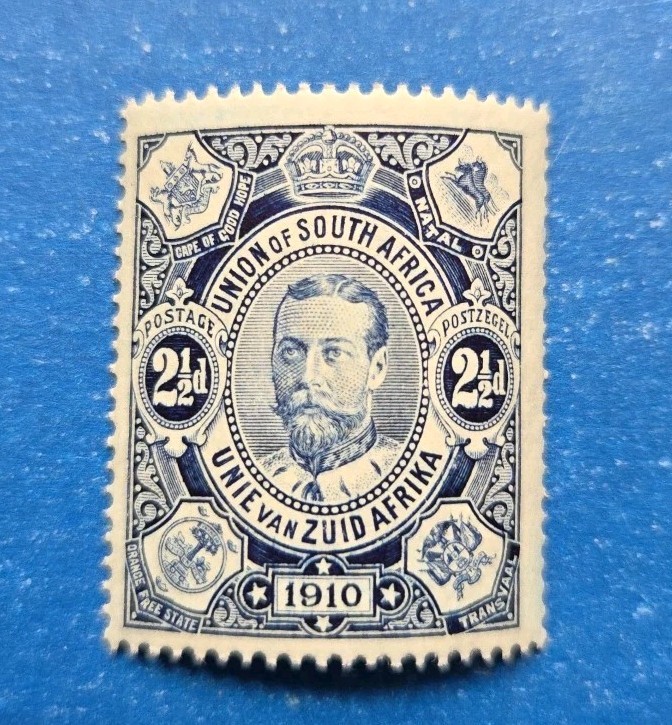 CAPE OF GOOD HOPE
NATAL
UNION OF SOUTH AFRICA
POSTAGE
POSTZEGEL
2½d
2½d
UNIE VAN ZUID AFRIKA
ORANGE FREE STATE
1910
TRANSVAAL